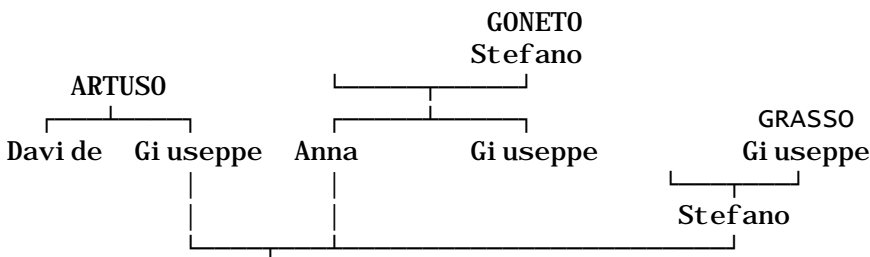 GONETO
Stefano
ARTUSO
GRASSO
Davide Giuseppe Anna Giuseppe Giuseppe
Stefano